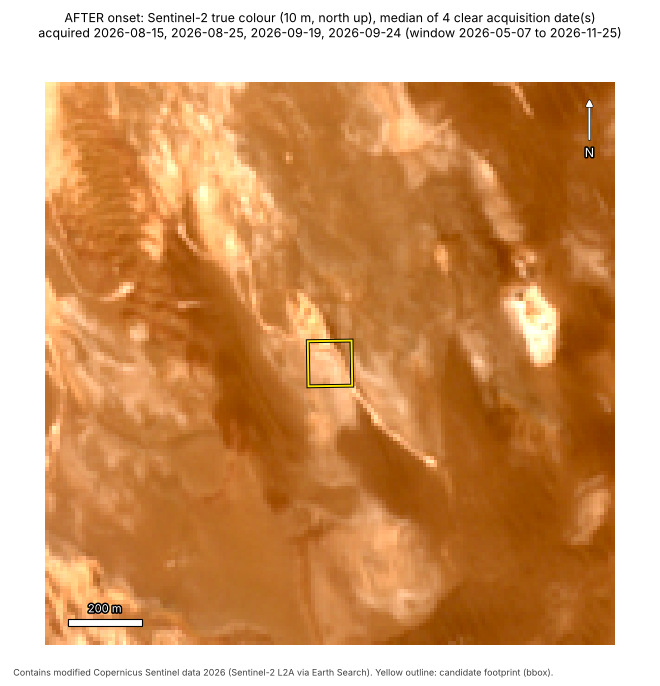 AFTER onset: Sentinel-2 true colour (10 m, north up), median of 4 clear acquisition date(s)
acquired 2026-08-15, 2026-08-25, 2026-09-19, 2026-09-24 (window 2026-05-07 to 2026-11-25)
N
200 m
Contains modified Copernicus Sentinel data 2026 (Sentinel-2 L2A via Earth Search). Yellow outline: candidate footprint (bbox).